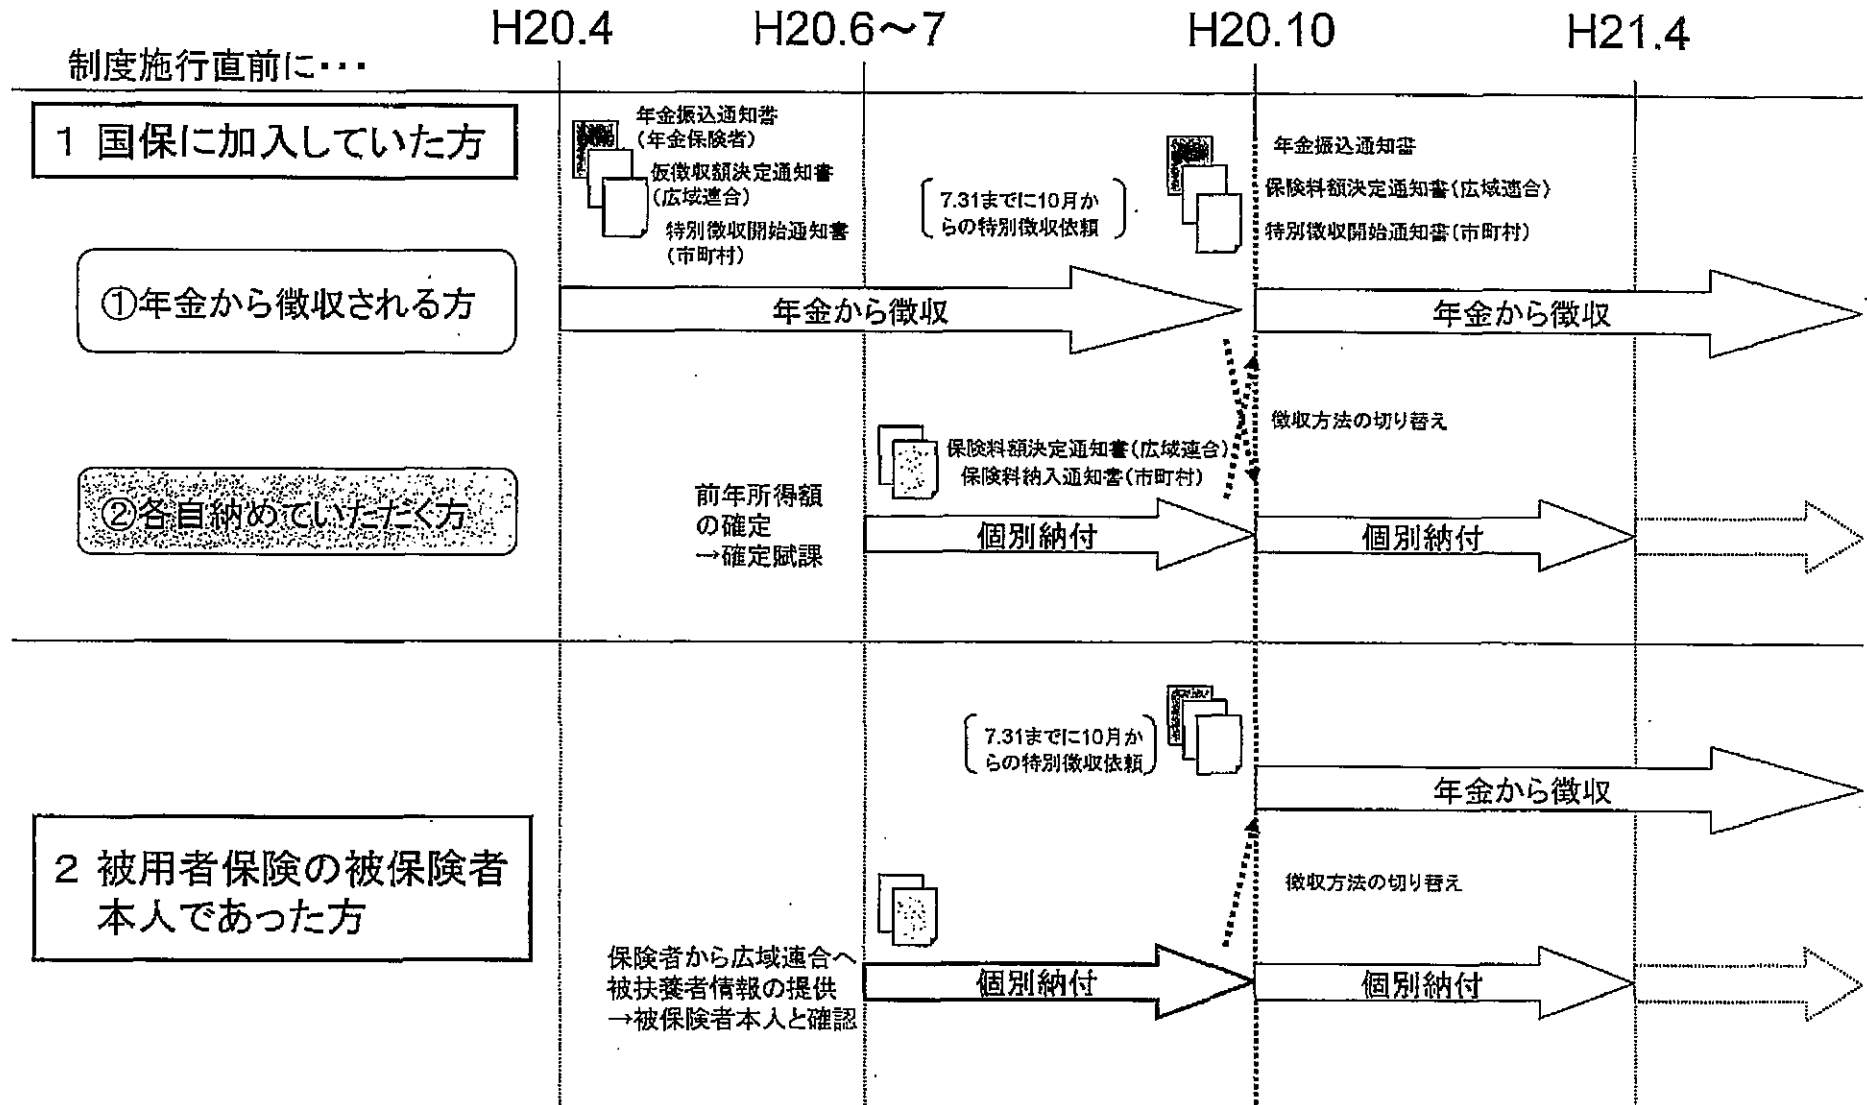 H20.4
H20.6～7
H20.10
H21.4
制度施行直前に・・・
1 国保に加入していた方
年金振込通知書
(年金保険者)
仮徴収額決定通知書
(広域連合)
特別徴収開始通知書
(市町村)
7.31までに10月か
らの特別徴収依頼
年金振込通知書
保険料額決定通知書(広域連合)
特別徴収開始通知書(市町村)
①年金から徴収される方
年金から徴収
年金から徴収
徴収方法の切り替え
保険料額決定通知書(広域連合)
保険料納入通知書(市町村)
②各自納めていただく方
前年所得額
の確定
→確定賦課
個別納付
個別納付
7.31までに10月か
らの特別徴収依頼
年金から徴収
2 被用者保険の被保険者
本人であった方
徴収方法の切り替え
保険者から広域連合へ
被扶養者情報の提供
→被保険者本人と確認
個別納付
個別納付